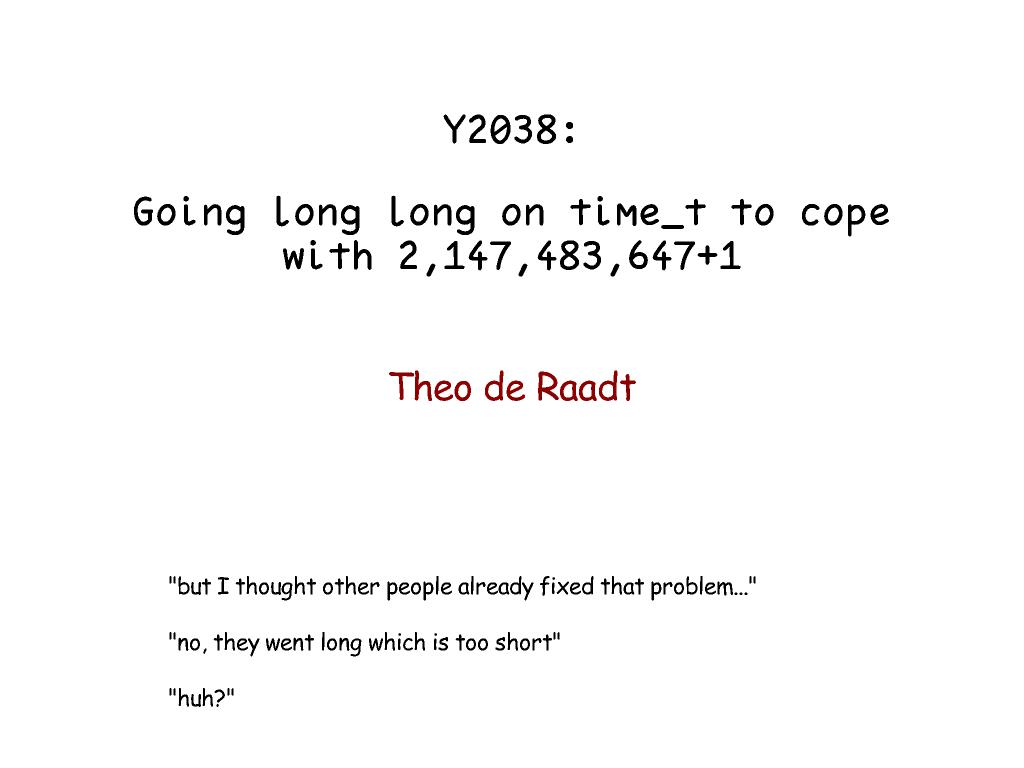 Y2038:
Going long long on time_t to cope
with 2,147,483,647+1
Theo de Raadt
"but I thought other people already fixed that problem..."
"no, they went long which is too short"
"huh?"